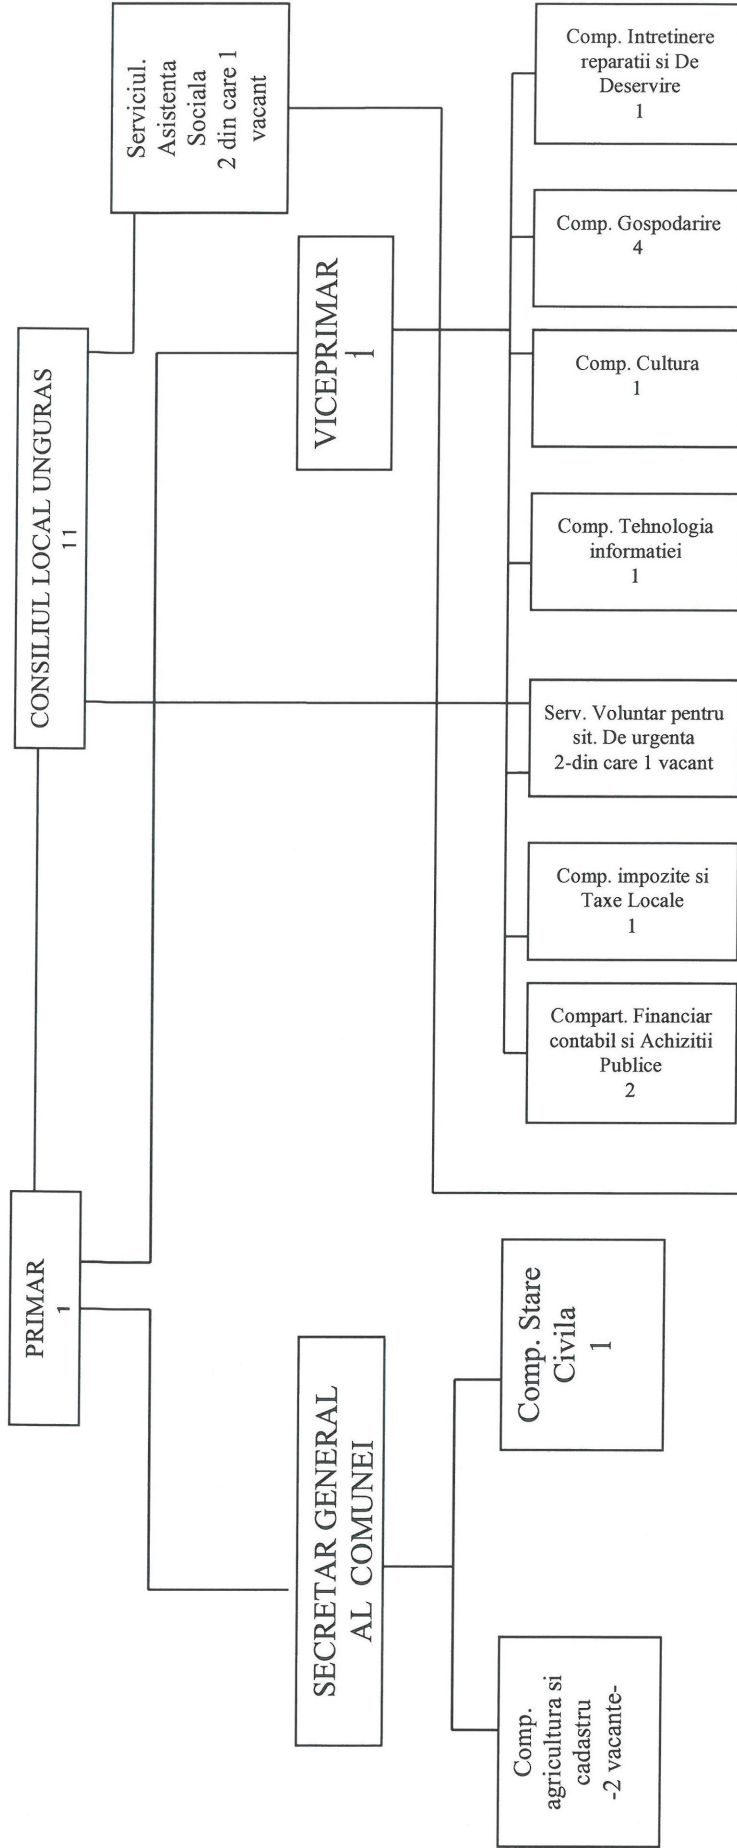 PRIMAR
1
CONSILIUL LOCAL UNGURAS
11
Serviciul.
Asistenta
Sociala
2 din care 1
vacant
SECRETAR GENERAL
AL COMUNEI
VICEPRIMAR
1
Comp.
agricultura si
cadastru
-2 vacante-
Comp. Stare
Civila
1
Compart. Financiar
contabil si Achizitii
Publice
2
Comp. impozite si
Taxe Locale
1
Serv. Voluntar pentru
sit. De urgenta
2-din care 1 vacant
Comp. Tehnologia
informatiei
1
Comp. Cultura
1
Comp. Gospodarire
4
Comp. Intretinere
reparatii si De
Deservire
1